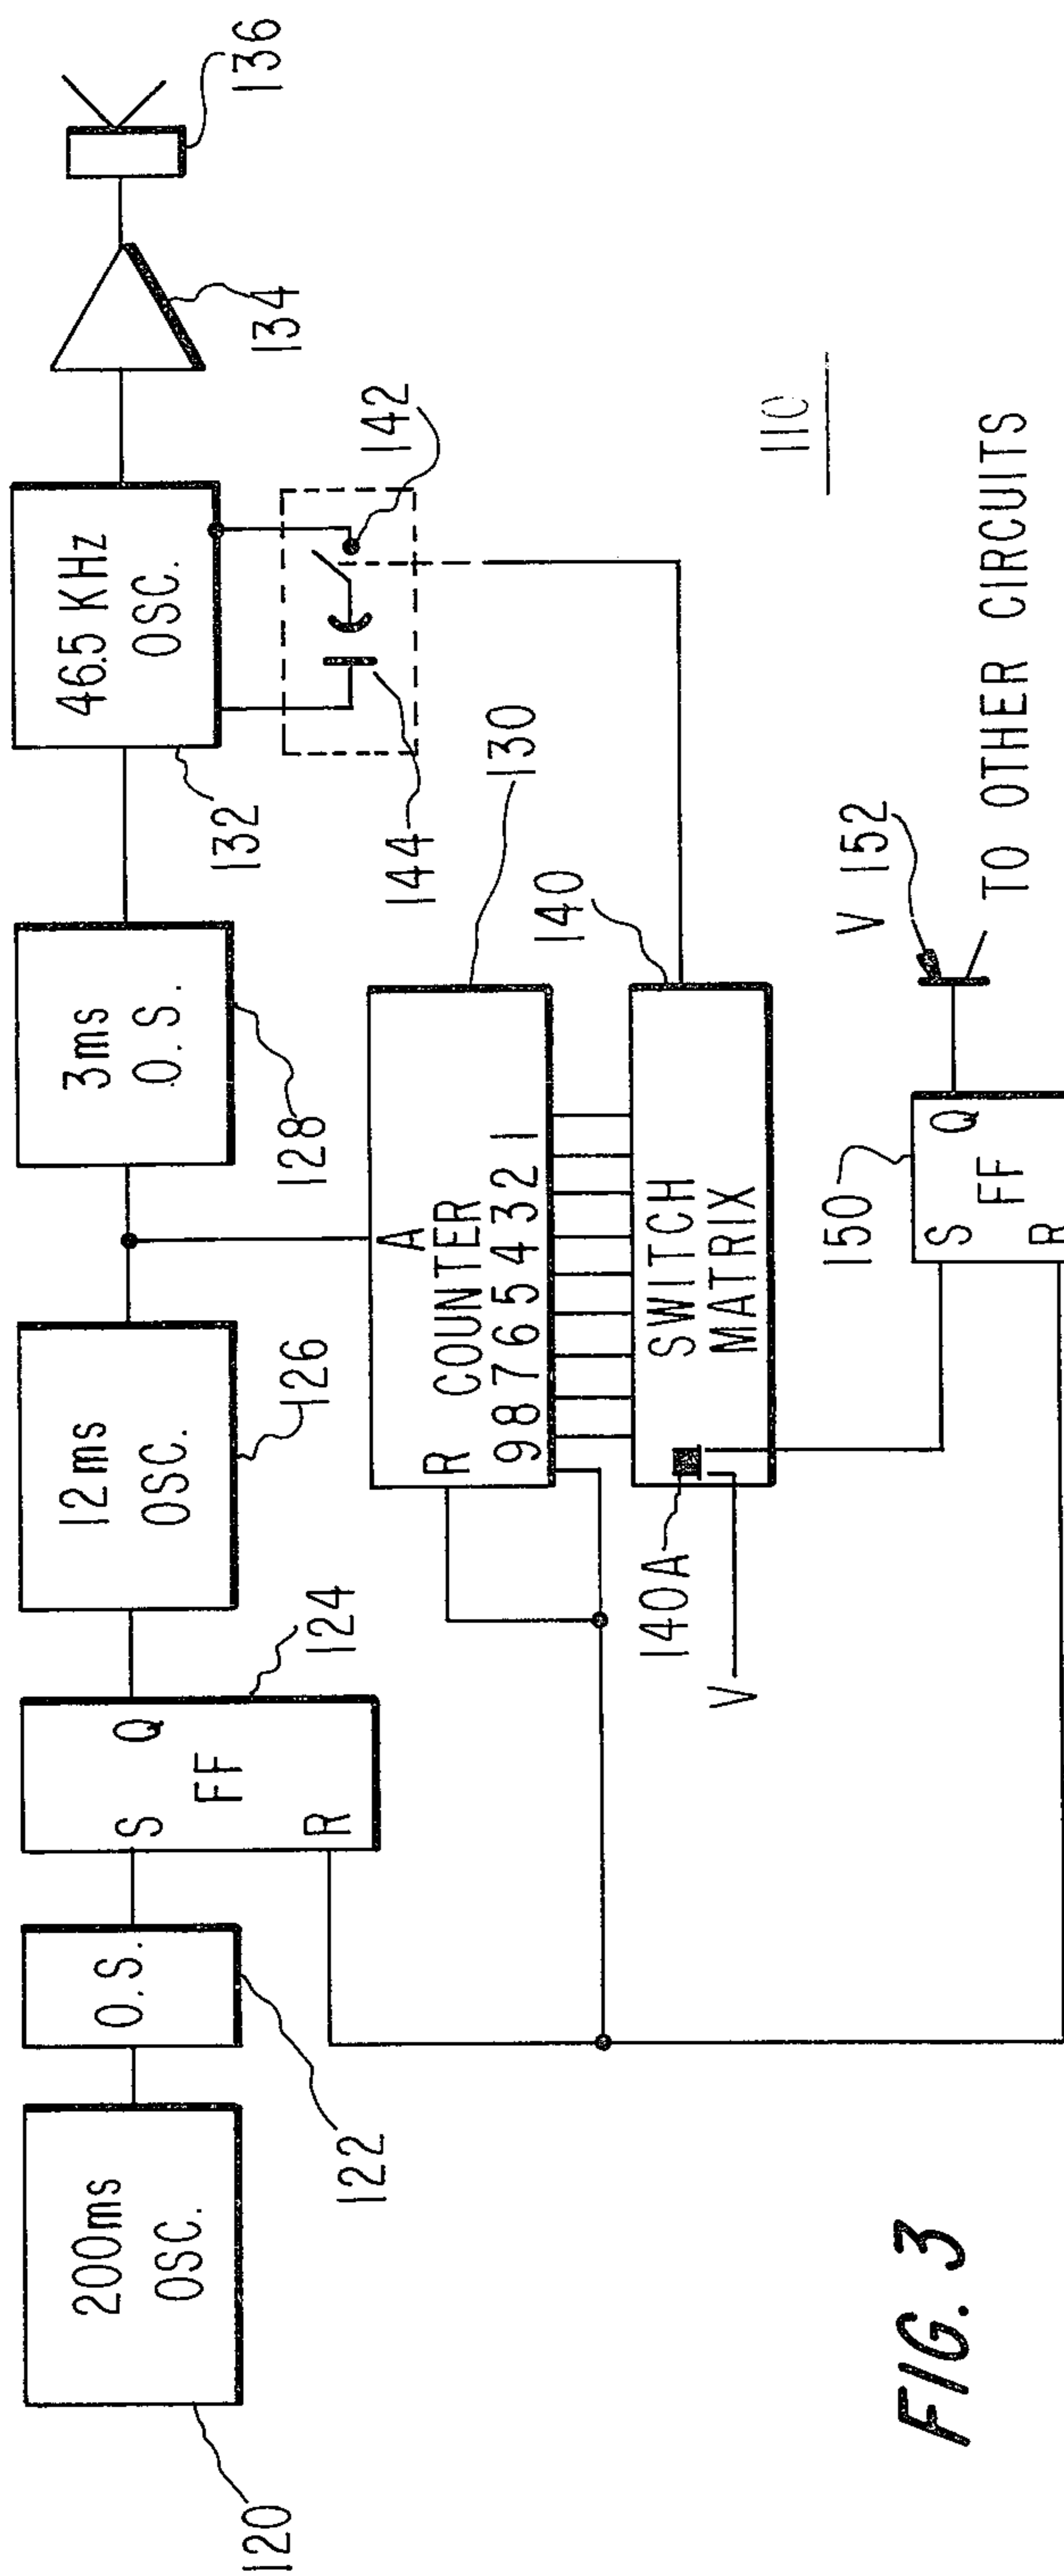 200ms
OSC.
120
O.S.
122
S Q
FF
R
124
12ms
OSC.
126
3ms
O.S.
128
46.5 KHz
OSC.
132
134
136
142
144
R A
COUNTER
9 8 7 6 5 4 3 2 1
130
SWITCH
MATRIX
140
140A
V
S Q
FF
R
150
V
152
TO OTHER CIRCUITS
110
FIG. 3